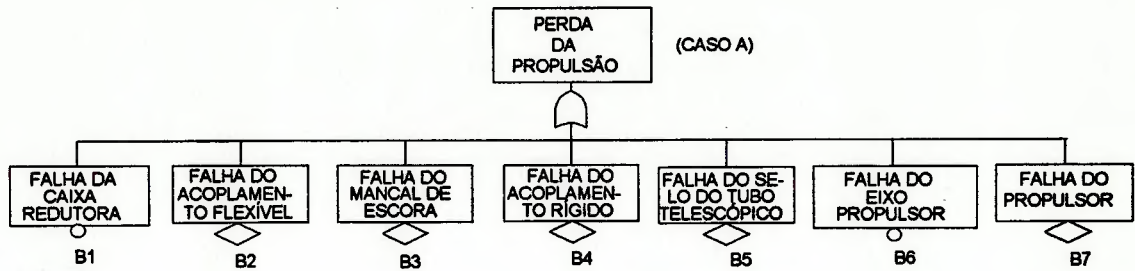 PERDA
DA
PROPULSÃO
(CASO A)
FALHA DA
CAIXA
REDUTORA
B1
FALHA DO
ACOPLAMEN-
TO FLEXÍVEL
B2
FALHA DO
MANCAL DE
ESCORA
B3
FALHA DO
ACOPLAMEN-
TO RÍGIDO
B4
FALHA DO SE-
LO DO TUBO
TELESCÓPICO
B5
FALHA DO
EIXO
PROPULSOR
B6
FALHA DO
PROPULSOR
B7